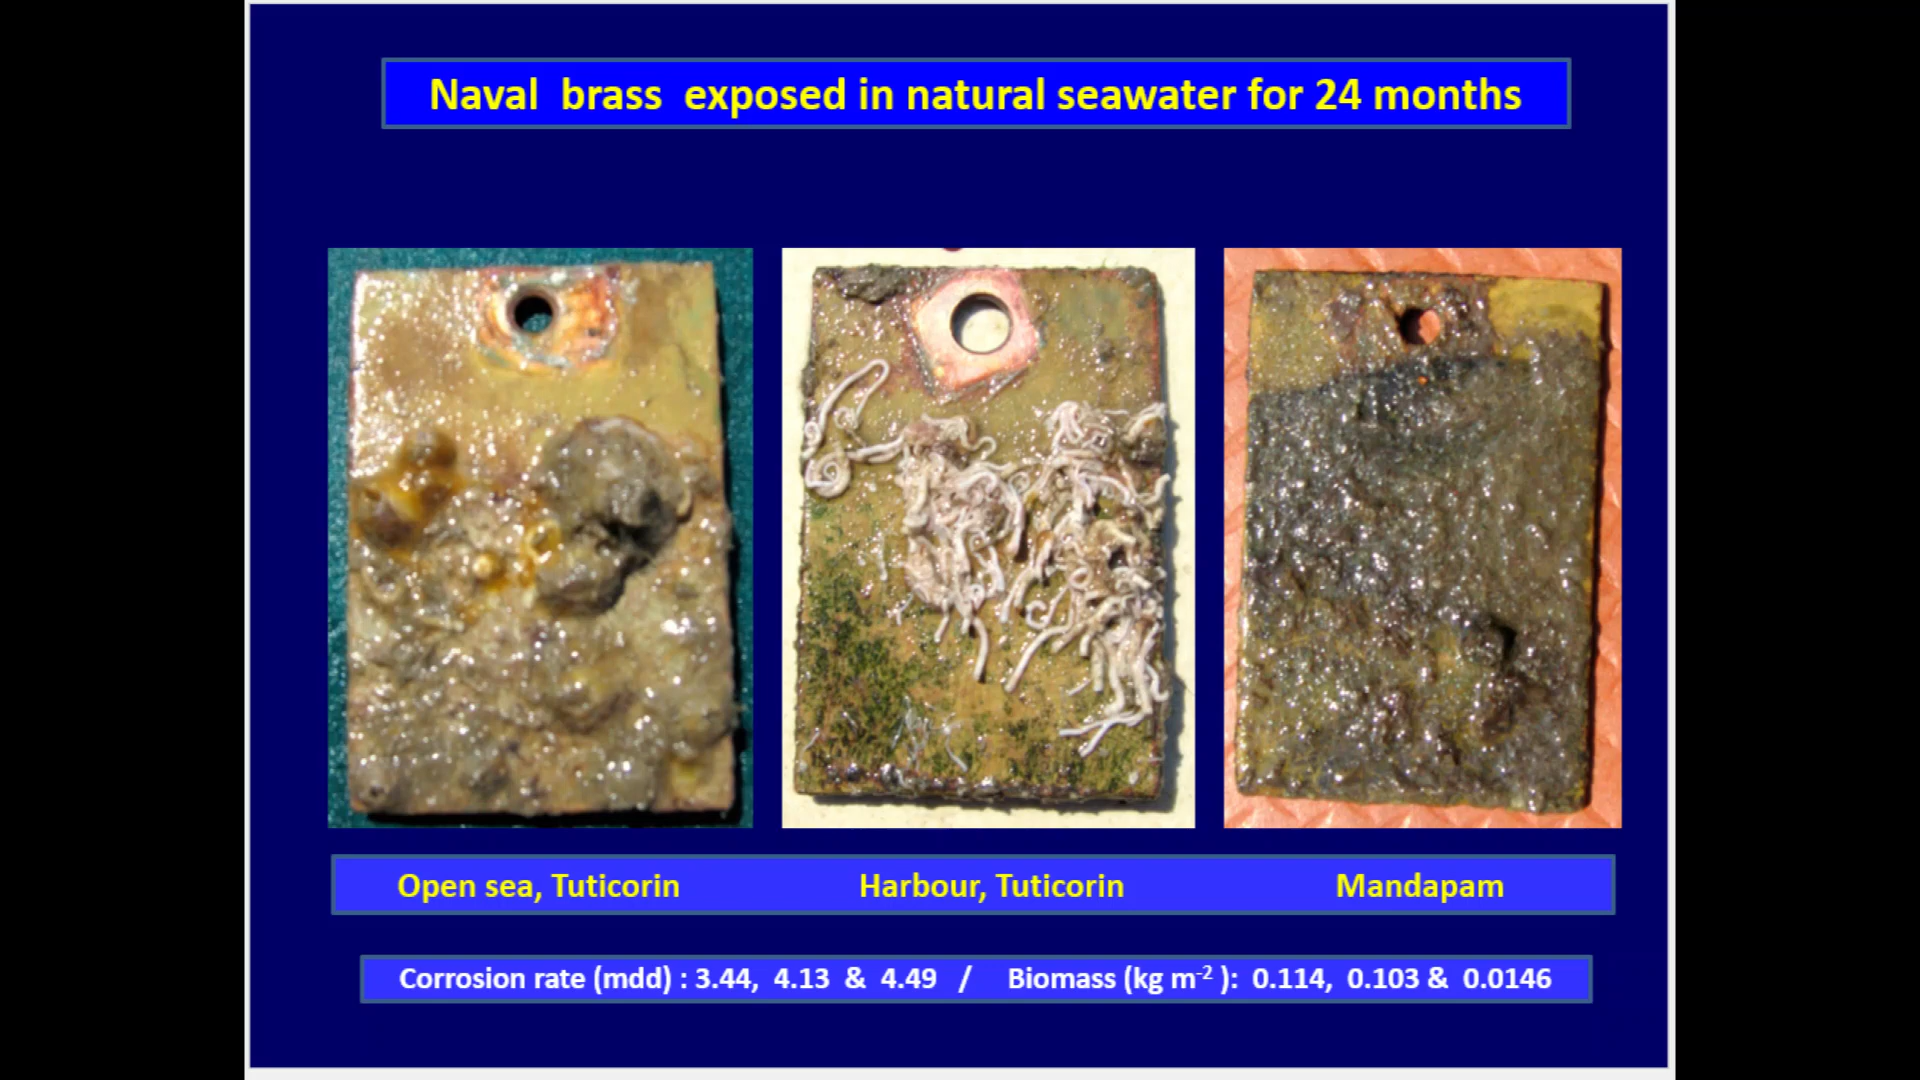 Naval brass exposed in natural seawater for 24 months
Open sea, Tuticorin Harbour, Tuticorin Mandapam
Corrosion rate (mdd) : 3.44, 4.13 & 4.49 / Biomass (kg m⁻² ): 0.114, 0.103 & 0.0146